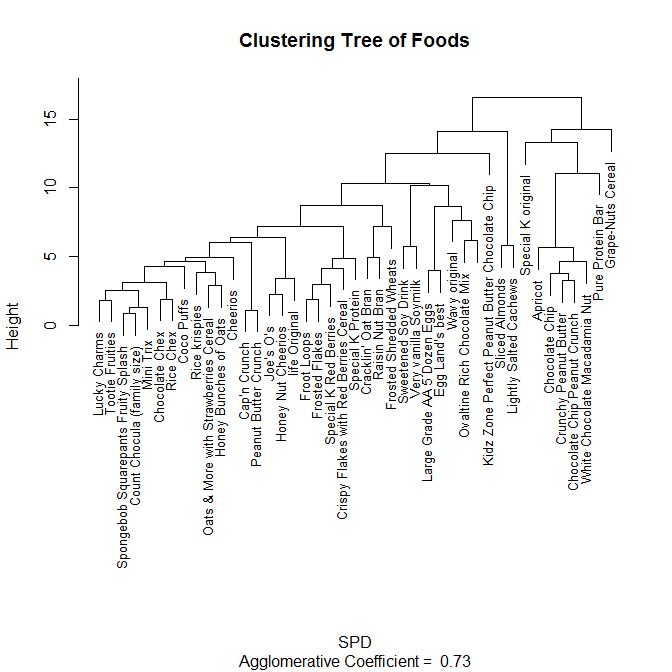 Clustering Tree of Foods
Height
0
5
10
15
Lucky Charms
Tootie Fruities
Spongebob Squarepants Fruity Splash
Count Chocula (family size)
Mini Trix
Chocolate Chex
Rice Chex
Coco Puffs
Rice krispies
Oats & More with Strawberries Cereal
Honey Bunches of Oats
Cheerios
Cap'n Crunch
Peanut Butter Crunch
Joe's O's
Honey Nut Cheerios
life Original
Froot Loops
Frosted Flakes
Special K Red Berries
Crispy Flakes with Red Berries Cereal
Special K Protein
Cracklin' Oat Bran
Raisin Nut Bran
Frosted Shredded Wheats
Sweetened Soy Drink
Very vanilla Soymilk
Large Grade AA 5 Dozen Eggs
Egg Land's best
Wavy original
Ovaltine Rich Chocolate Mix
Kidz Zone Perfect Peanut Butter Chocolate Chip
Sliced Almonds
Lightly Salted Cachews
Special K original
Apricot
Chocolate Chip
Crunchy Peanut Butter
Chocolate Chip Peanut Crunch
White Chocolate Macadamia Nut
Pure Protein Bar
Grape-Nuts Cereal
SPD
Agglomerative Coefficient = 0.73